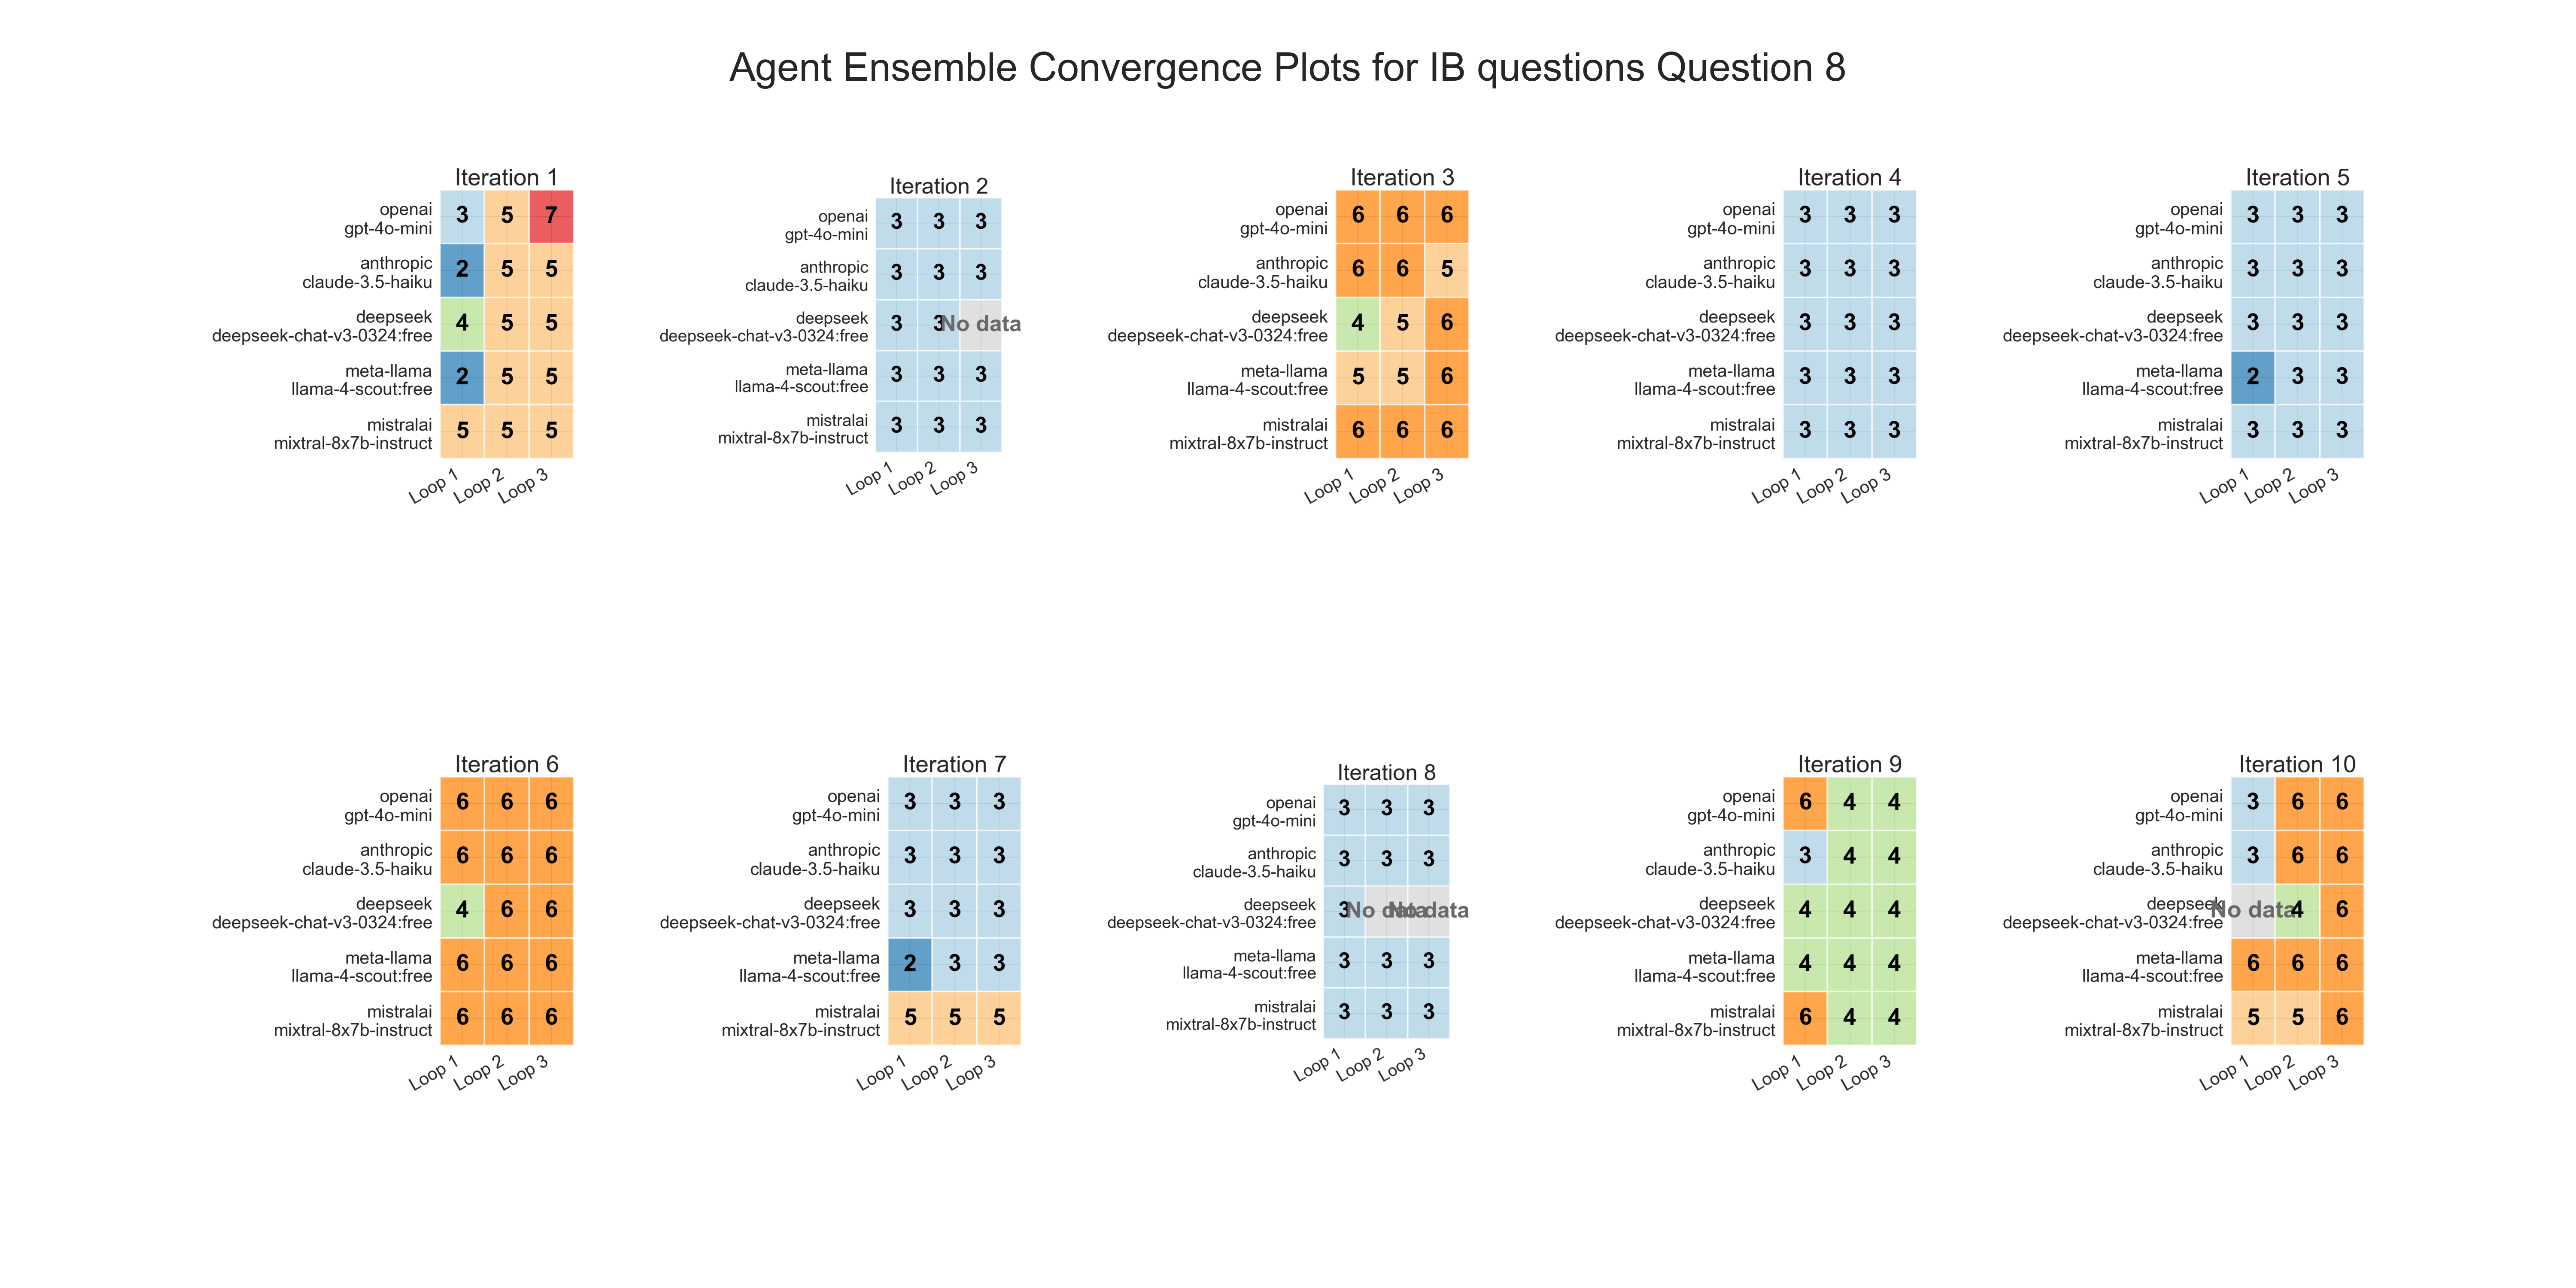 Agent Ensemble Convergence Plots for IB questions Question 8
Iteration 1
openai
gpt-4o-mini
3 5 7
anthropic
claude-3.5-haiku
2 5 5
deepseek
deepseek-chat-v3-0324:free
4 5 5
meta-llama
llama-4-scout:free
2 5 5
mistralai
mixtral-8x7b-instruct
5 5 5
Loop 1 Loop 2 Loop 3
Iteration 2
openai
gpt-4o-mini
3 3 3
anthropic
claude-3.5-haiku
3 3 3
deepseek
deepseek-chat-v3-0324:free
3 3 No data
meta-llama
llama-4-scout:free
3 3 3
mistralai
mixtral-8x7b-instruct
3 3 3
Loop 1 Loop 2 Loop 3
Iteration 3
openai
gpt-4o-mini
6 6 6
anthropic
claude-3.5-haiku
6 6 5
deepseek
deepseek-chat-v3-0324:free
4 5 6
meta-llama
llama-4-scout:free
5 5 6
mistralai
mixtral-8x7b-instruct
6 6 6
Loop 1 Loop 2 Loop 3
Iteration 4
openai
gpt-4o-mini
3 3 3
anthropic
claude-3.5-haiku
3 3 3
deepseek
deepseek-chat-v3-0324:free
3 3 3
meta-llama
llama-4-scout:free
3 3 3
mistralai
mixtral-8x7b-instruct
3 3 3
Loop 1 Loop 2 Loop 3
Iteration 5
openai
gpt-4o-mini
3 3 3
anthropic
claude-3.5-haiku
3 3 3
deepseek
deepseek-chat-v3-0324:free
3 3 3
meta-llama
llama-4-scout:free
2 3 3
mistralai
mixtral-8x7b-instruct
3 3 3
Loop 1 Loop 2 Loop 3
Iteration 6
openai
gpt-4o-mini
6 6 6
anthropic
claude-3.5-haiku
6 6 6
deepseek
deepseek-chat-v3-0324:free
4 6 6
meta-llama
llama-4-scout:free
6 6 6
mistralai
mixtral-8x7b-instruct
6 6 6
Loop 1 Loop 2 Loop 3
Iteration 7
openai
gpt-4o-mini
3 3 3
anthropic
claude-3.5-haiku
3 3 3
deepseek
deepseek-chat-v3-0324:free
3 3 3
meta-llama
llama-4-scout:free
2 3 3
mistralai
mixtral-8x7b-instruct
5 5 5
Loop 1 Loop 2 Loop 3
Iteration 8
openai
gpt-4o-mini
3 3 3
anthropic
claude-3.5-haiku
3 3 3
deepseek
deepseek-chat-v3-0324:free
3 No data No data
meta-llama
llama-4-scout:free
3 3 3
mistralai
mixtral-8x7b-instruct
3 3 3
Loop 1 Loop 2 Loop 3
Iteration 9
openai
gpt-4o-mini
6 4 4
anthropic
claude-3.5-haiku
3 4 4
deepseek
deepseek-chat-v3-0324:free
4 4 4
meta-llama
llama-4-scout:free
4 4 4
mistralai
mixtral-8x7b-instruct
6 4 4
Loop 1 Loop 2 Loop 3
Iteration 10
openai
gpt-4o-mini
3 6 6
anthropic
claude-3.5-haiku
3 6 6
deepseek
deepseek-chat-v3-0324:free
No data 4 6
meta-llama
llama-4-scout:free
6 6 6
mistralai
mixtral-8x7b-instruct
5 5 6
Loop 1 Loop 2 Loop 3